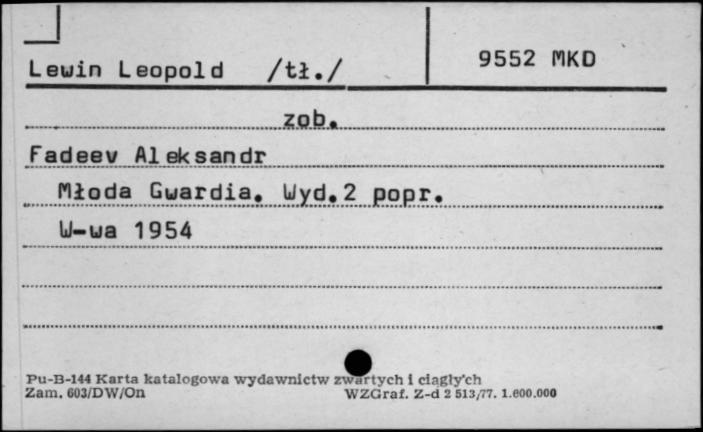 Lewin Leopold /tł./ 9552 MKD
zob.
Fadeev Aleksandr
Młoda Gwardia. Wyd.2 popr.
W-wa 1954
Pu-B-144 Karta katalogowa wydawnictw zwartych i ciągłych
Zam. 603/DW/On WZGraf. Z-d 2 513/77. 1.600.000